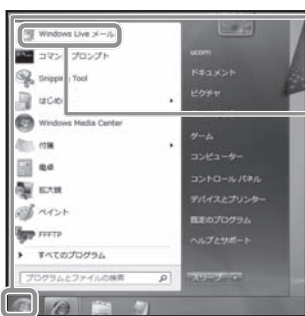 Windows Live メール
コマンド プロンプト
Snipping Tool
はじめに
Windows Media Center
付箋
電卓
拡大鏡
ペイント
FFFTP
すべてのプログラム
プログラムとファイルの検索
ucom
ドキュメント
ピクチャ
ゲーム
コンピューター
コントロール パネル
デバイスとプリンター
既定のプログラム
ヘルプとサポート
スリープ